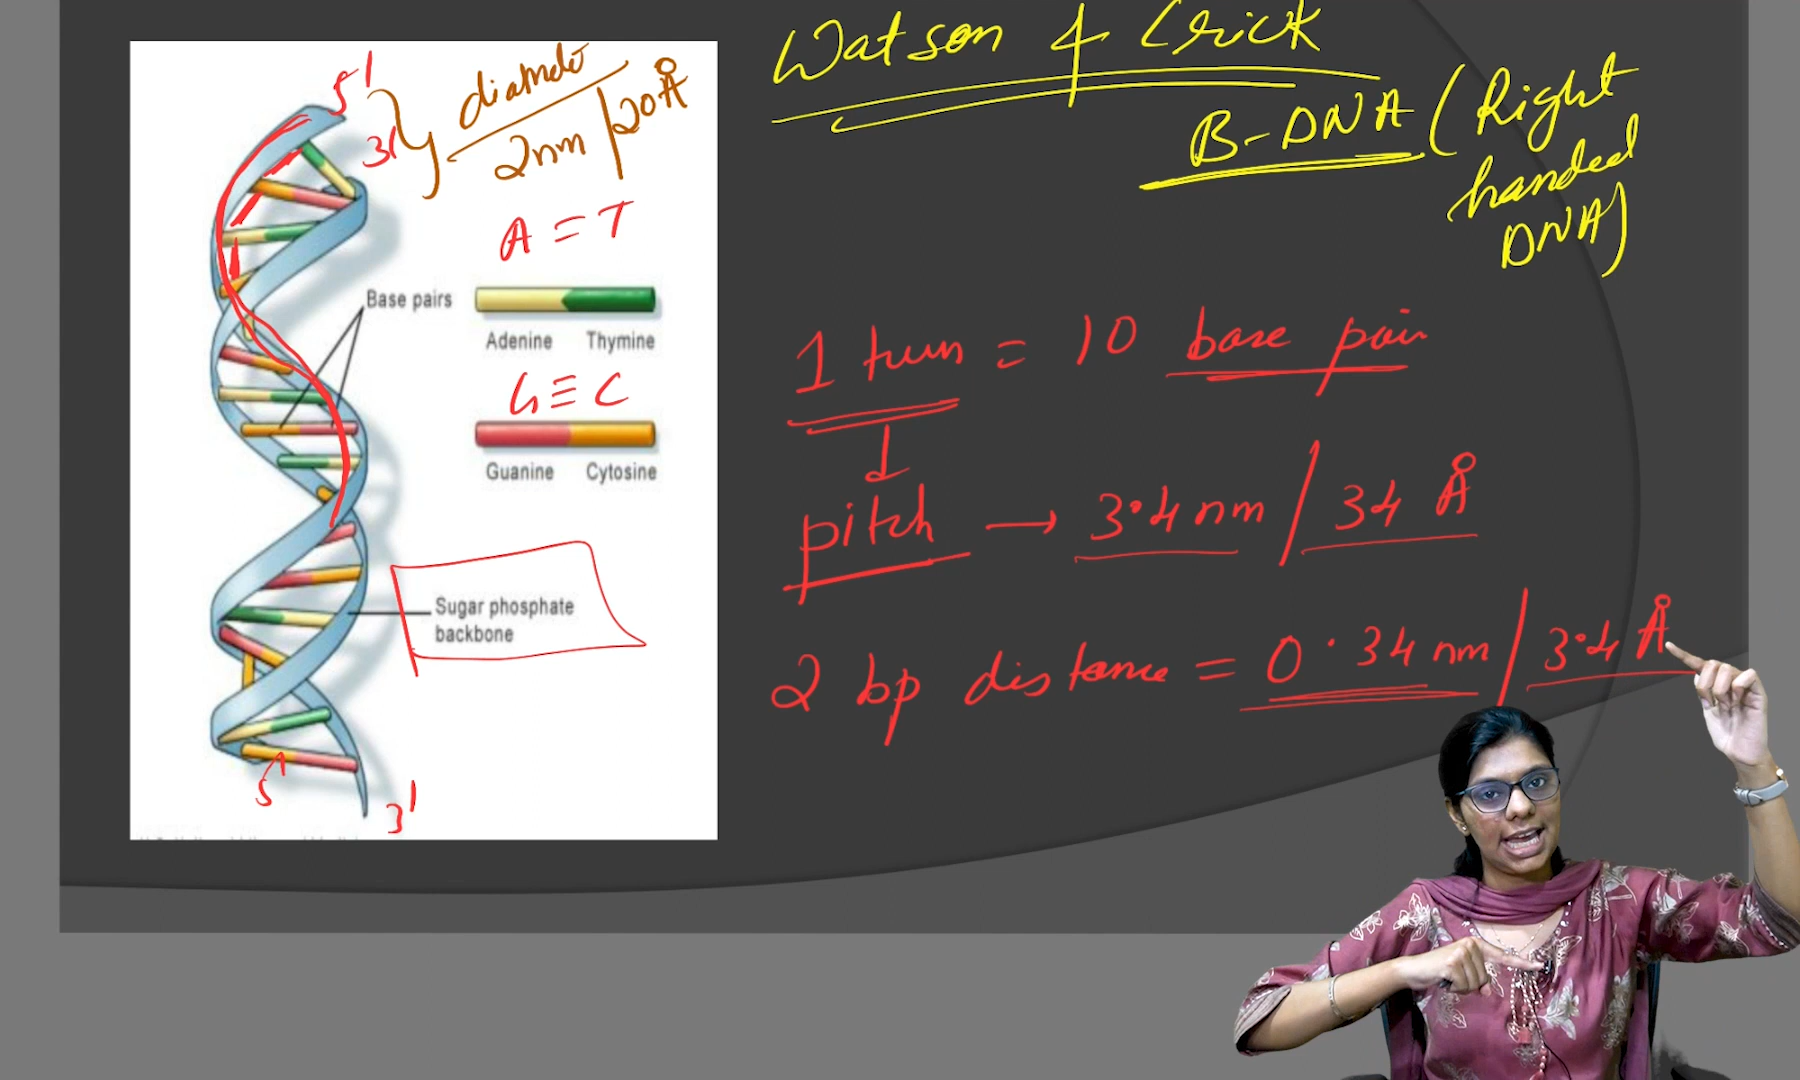 Watson & Crick
B-DNA (Right
handed
DNA)
5'
3'
diameter
2nm / 20 Å
A = T
Base pairs
Adenine Thymine
G ≡ C
Guanine Cytosine
Sugar phosphate
backbone
5'
3'
1 turn = 10 base pair
pitch → 3.4 nm / 34 Å
2 bp distance = 0.34 nm / 3.4 Å